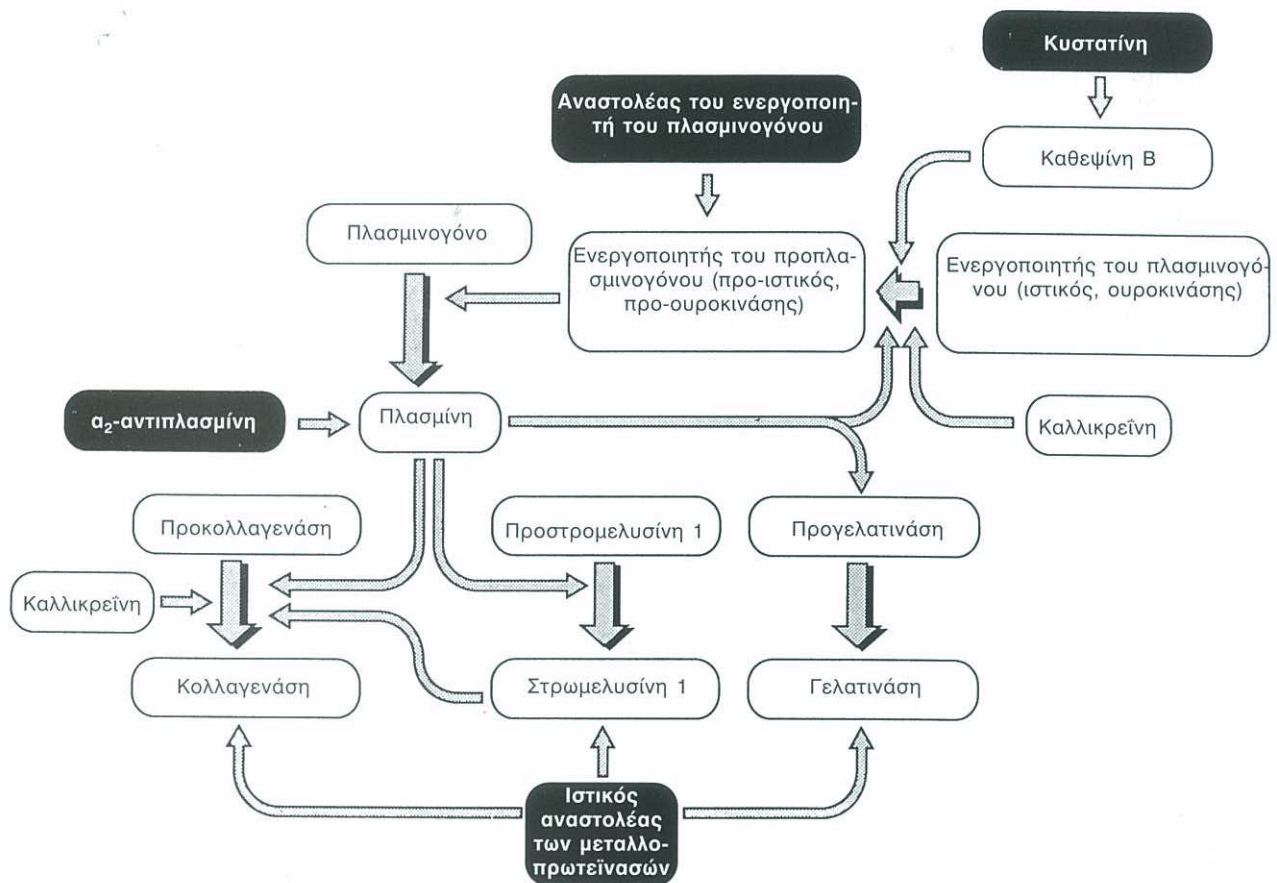 Κυστατίνη
Αναστολέας του ενεργοποιη-
τή του πλασμινογόνου
Καθεψίνη Β
Πλασμινογόνο
Ενεργοποιητής του προπλα-
σμινογόνου (προ-ιστικός,
προ-ουροκινάσης)
Ενεργοποιητής του πλασμινογό-
νου (ιστικός, ουροκινάσης)
α₂-αντιπλασμίνη
Πλασμίνη
Καλλικρεΐνη
Προκολλαγενάση
Προστρομελυσίνη 1
Προγελατινάση
Καλλικρεΐνη
Κολλαγενάση
Στρωμελυσίνη 1
Γελατινάση
Ιστικός
αναστολέας
των μεταλλο-
πρωτεϊνασών